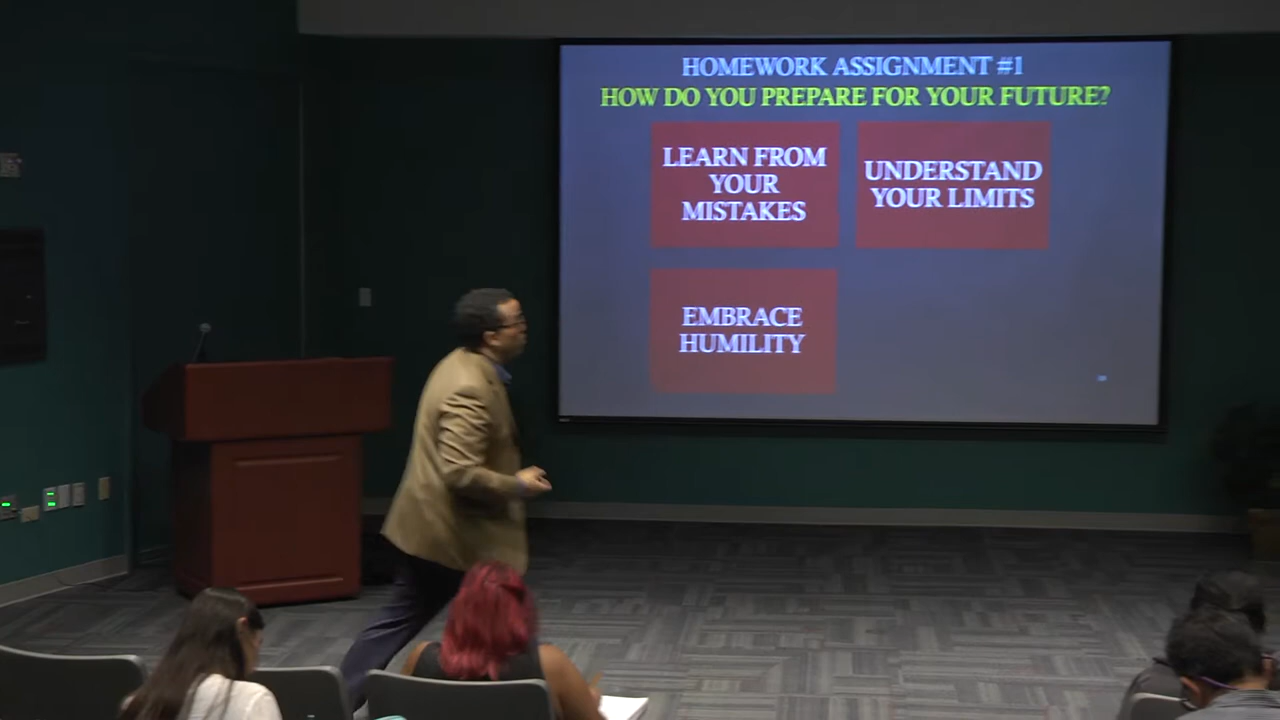 HOMEWORK ASSIGNMENT #1
HOW DO YOU PREPARE FOR YOUR FUTURE?
LEARN FROM
YOUR
MISTAKES
UNDERSTAND
YOUR LIMITS
EMBRACE
HUMILITY